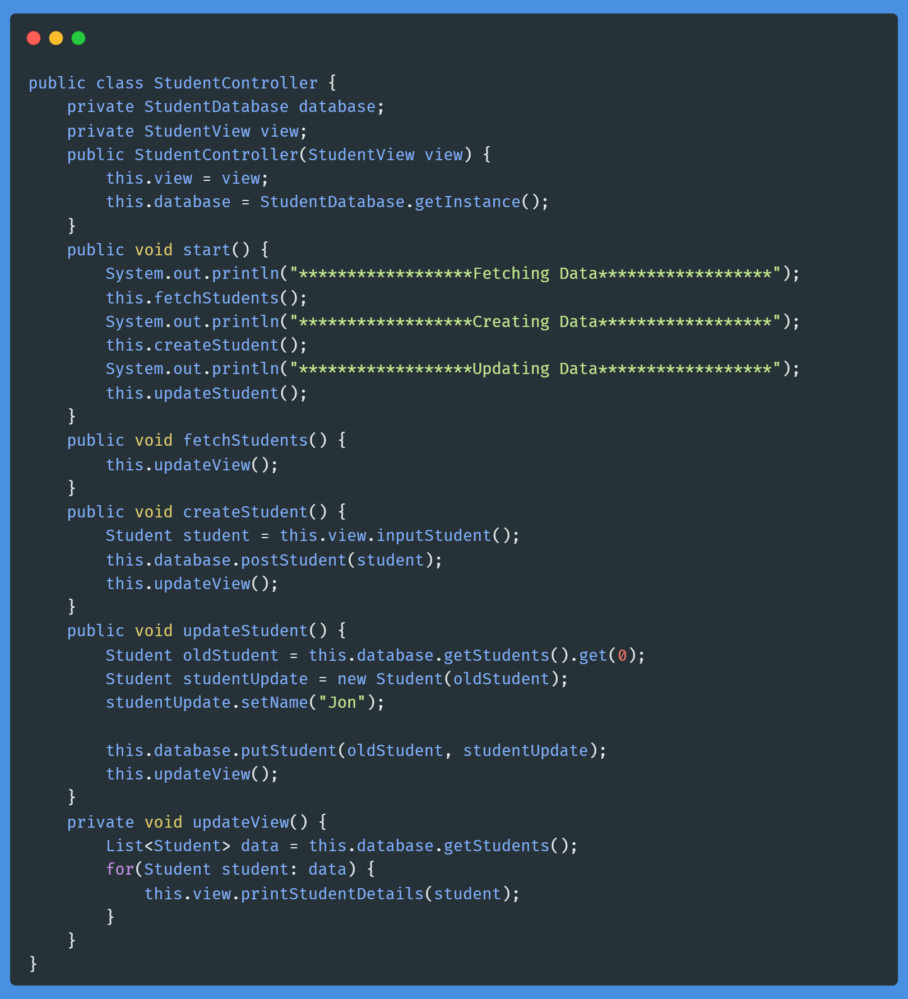 public class StudentController {
    private StudentDatabase database;
    private StudentView view;
    public StudentController(StudentView view) {
        this.view = view;
        this.database = StudentDatabase.getInstance();
    }
    public void start() {
        System.out.println("******************Fetching Data******************");
        this.fetchStudents();
        System.out.println("******************Creating Data******************");
        this.createStudent();
        System.out.println("******************Updating Data******************");
        this.updateStudent();
    }
    public void fetchStudents() {
        this.updateView();
    }
    public void createStudent() {
        Student student = this.view.inputStudent();
        this.database.postStudent(student);
        this.updateView();
    }
    public void updateStudent() {
        Student oldStudent = this.database.getStudents().get(0);
        Student studentUpdate = new Student(oldStudent);
        studentUpdate.setName("Jon");

        this.database.putStudent(oldStudent, studentUpdate);
        this.updateView();
    }
    private void updateView() {
        List<Student> data = this.database.getStudents();
        for(Student student: data) {
            this.view.printStudentDetails(student);
        }
    }
}